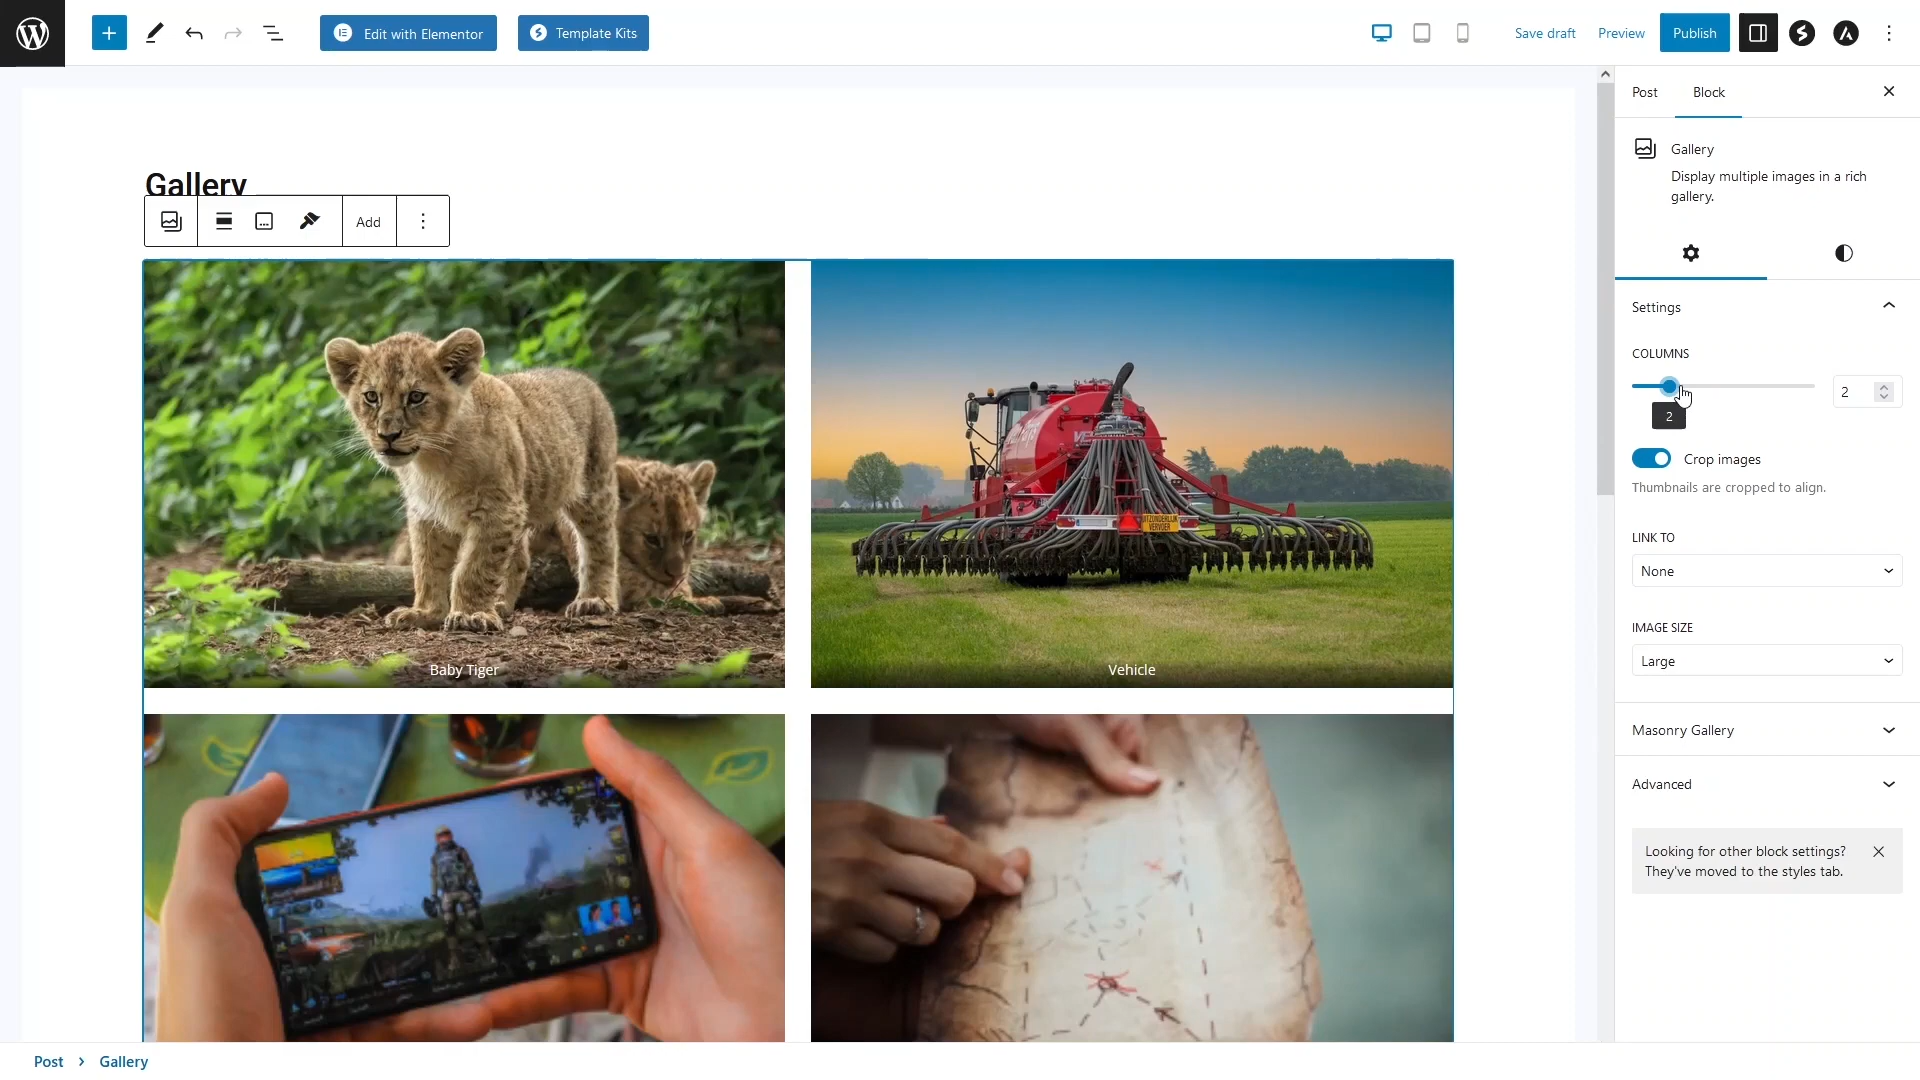 Edit with Elementor
Template Kits
Save draft
Preview
Publish
Post
Block
Gallery
Display multiple images in a rich
gallery.
Settings
COLUMNS
2
2
Crop images
Thumbnails are cropped to align.
LINK TO
None
IMAGE SIZE
Large
Masonry Gallery
Advanced
Looking for other block settings?
They've moved to the styles tab.
Gallery
Add
Baby Tiger
Vehicle
UITZONDERLIJK
VERVOER
Post
Gallery